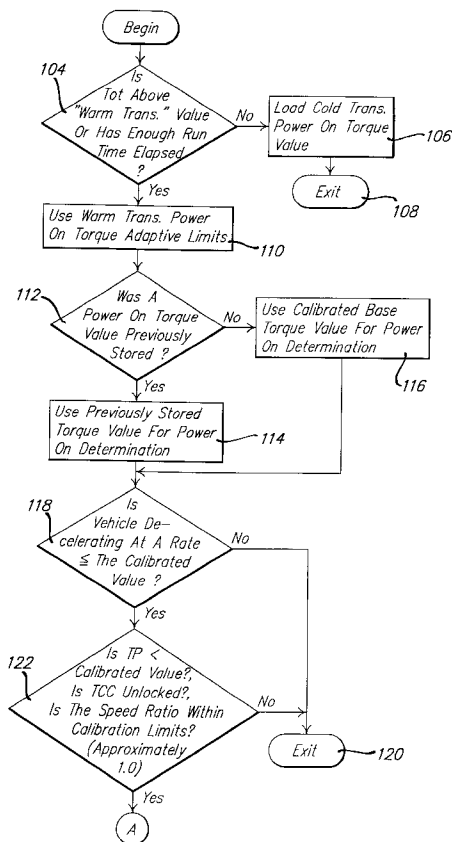 Begin
104
Is
Tot Above
"Warm Trans." Value
Or Has Enough Run
Time Elapsed
?
No
Load Cold Trans.
Power On Torque
Value
106
Yes
Exit
108
Use Warm Trans. Power
On Torque Adaptive Limits
110
112
Was A
Power On Torque
Value Previously
Stored ?
No
Use Calibrated Base
Torque Value For Power
On Determination
116
Yes
Use Previously Stored
Torque Value For Power
On Determination
114
118
Is
Vehicle De-
celerating At A Rate
≦ The Calibrated
Value ?
No
Yes
122
Is TP <
Calibrated Value?,
Is TCC Unlocked?,
Is The Speed Ratio Within
Calibration Limits?
(Approximately
1.0)
No
Exit
120
Yes
A